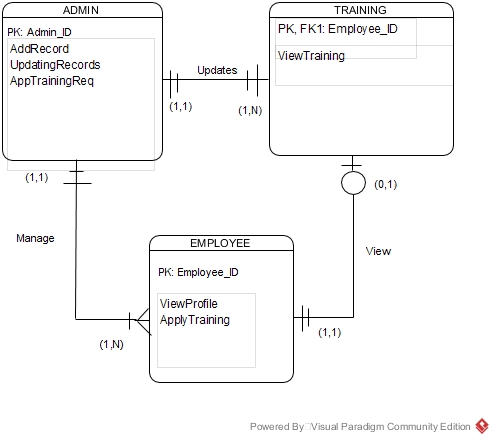 ADMIN
PK: Admin_ID
AddRecord
UpdatingRecords
AppTrainingReq
TRAINING
PK, FK1: Employee_ID
ViewTraining
Updates
(1,1)
(1,N)
(1,1)
(0,1)
Manage
View
EMPLOYEE
PK: Employee_ID
ViewProfile
ApplyTraining
(1,N)
(1,1)
Powered By Visual Paradigm Community Edition